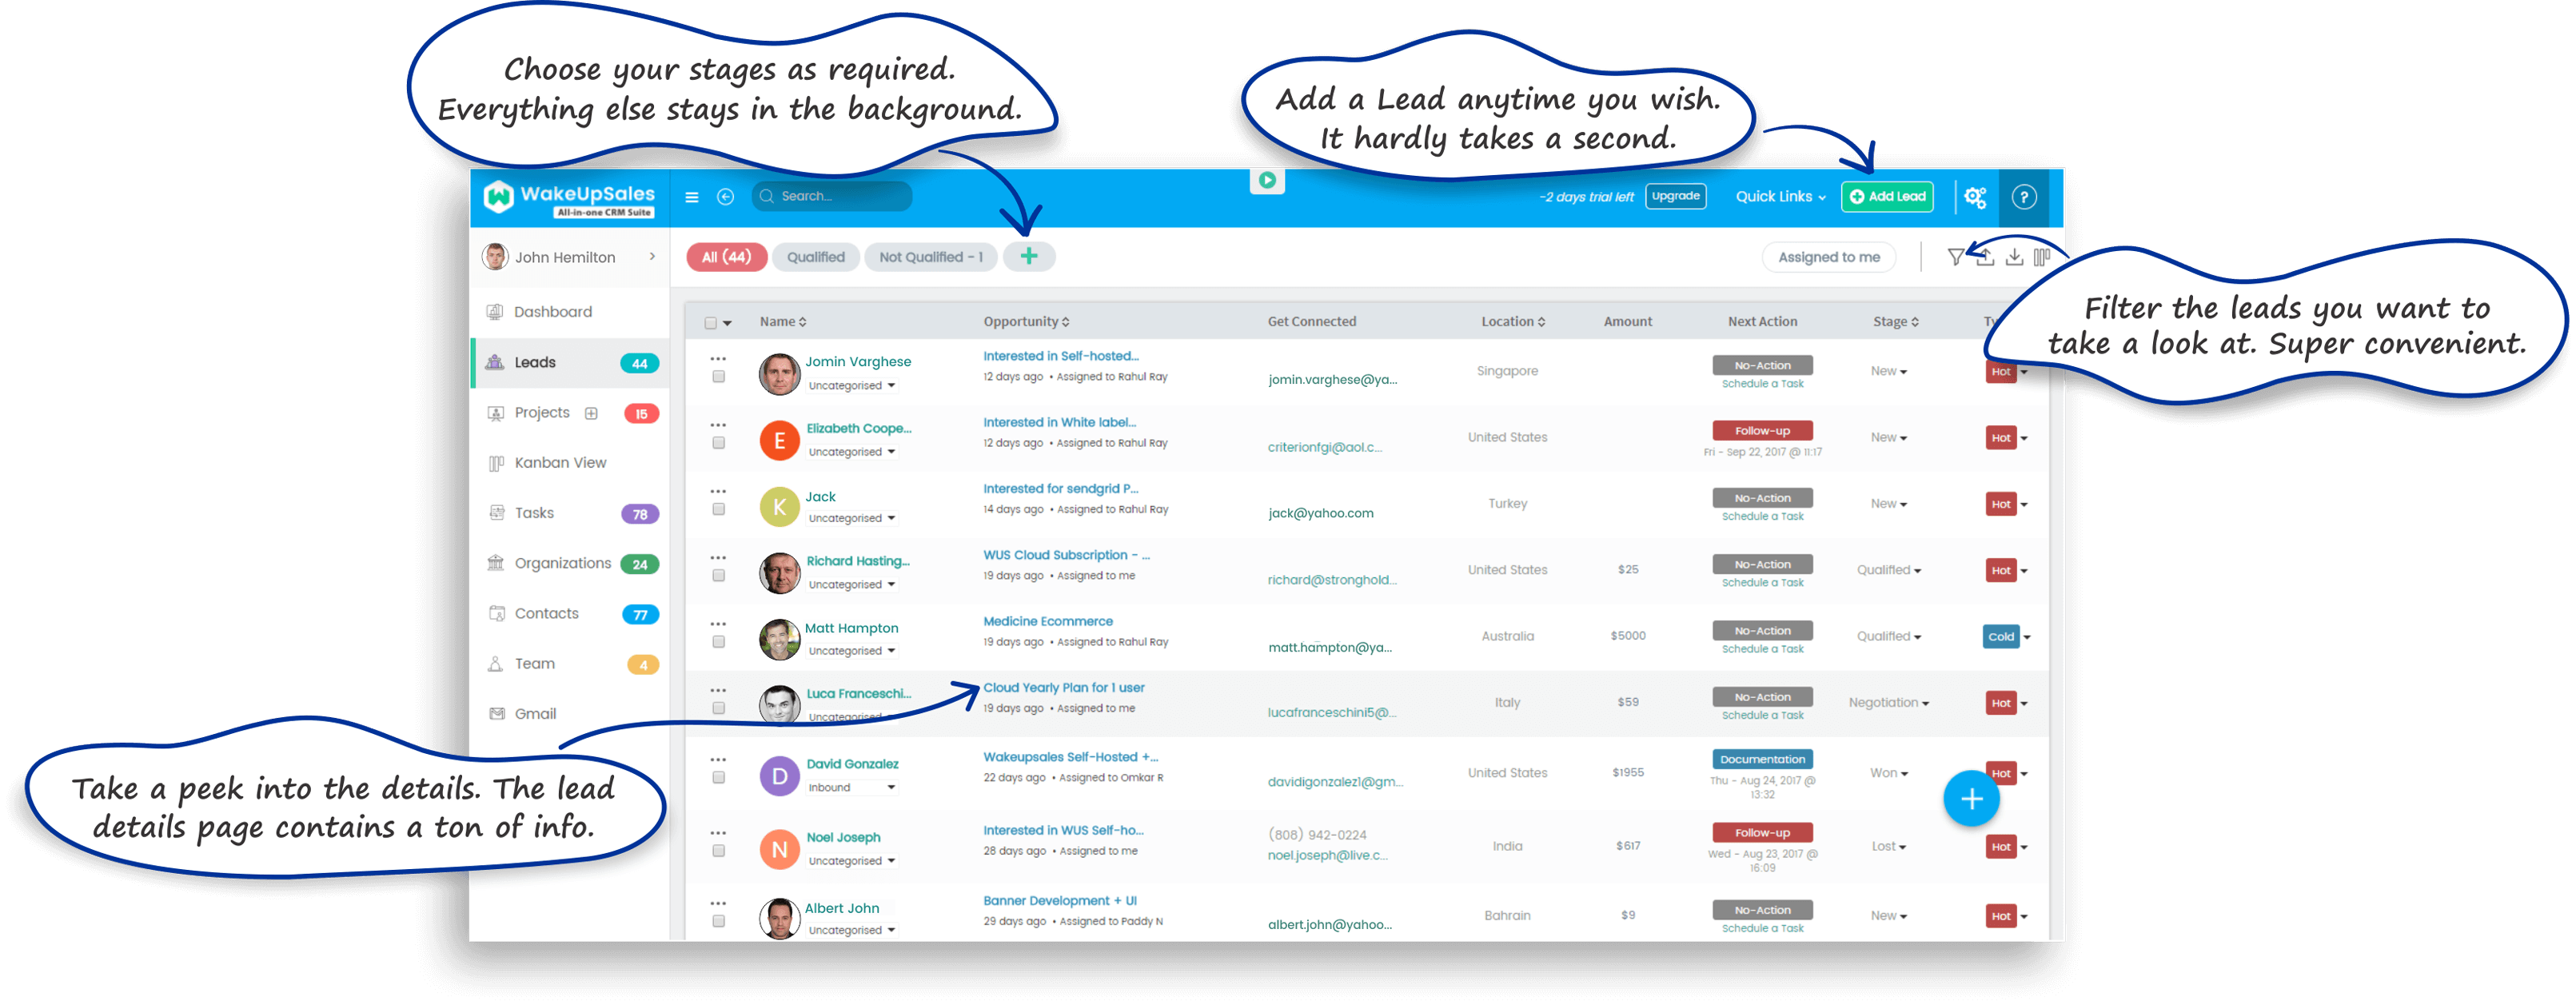 Choose your stages as required.
Everything else stays in the background.
Add a Lead anytime you wish.
It hardly takes a second.
WakeUpSales
All-in-one CRM Suite
Search...
-2 days trial left
Upgrade
Quick Links
Add Lead
?
John Hemilton
All (44)
Qualified
Not Qualified - 1
Assigned to me
Filter the leads you want to
take a look at. Super convenient.
Dashboard
Leads 44
Projects 15
Kanban View
Tasks 78
Organizations 24
Contacts 77
Team 4
Gmail
Take a peek into the details. The lead
details page contains a ton of info.
Name Opportunity Get Connected Location Amount Next Action Stage
Jomin Varghese Interested in Self-hosted... No-Action
Uncategorised 12 days ago • Assigned to Rahul Ray jomin.varghese@ya... Singapore Schedule a Task New Hot
E Elizabeth Coope... Interested in White label... Follow-up
Uncategorised 12 days ago • Assigned to Rahul Ray criterionfgi@aol.c... United States Fri - Sep 22, 2017 @ 11:17 New Hot
K Jack Interested for sendgrid P... No-Action
Uncategorised 14 days ago • Assigned to Rahul Ray jack@yahoo.com Turkey Schedule a Task New Hot
Richard Hasting... WUS Cloud Subscription - ... No-Action
Uncategorised 19 days ago • Assigned to me richard@stronghold... United States $25 Schedule a Task Qualified Hot
Matt Hampton Medicine Ecommerce No-Action
Uncategorised 19 days ago • Assigned to Rahul Ray matt.hampton@ya... Australia $5000 Schedule a Task Qualified Cold
Luca Franceschi... Cloud Yearly Plan for 1 user No-Action
Uncategorised 19 days ago • Assigned to me lucafranceschini5@... Italy $59 Schedule a Task Negotiation Hot
D David Gonzalez Wakeupsales Self-Hosted +... Documentation
Inbound 22 days ago • Assigned to Omkar R davidigonzalez1@gm... United States $1955 Thu - Aug 24, 2017 @ Won Hot
13:32
N Noel Joseph Interested in WUS Self-ho... (808) 942-0224 Follow-up
Uncategorised 28 days ago • Assigned to me noel.joseph@live.c... India $617 Wed - Aug 23, 2017 @ Lost Hot
16:09
Albert John Banner Development + UI No-Action
Uncategorised 29 days ago • Assigned to Paddy N albert.john@yahoo... Bahrain $9 Schedule a Task New Hot